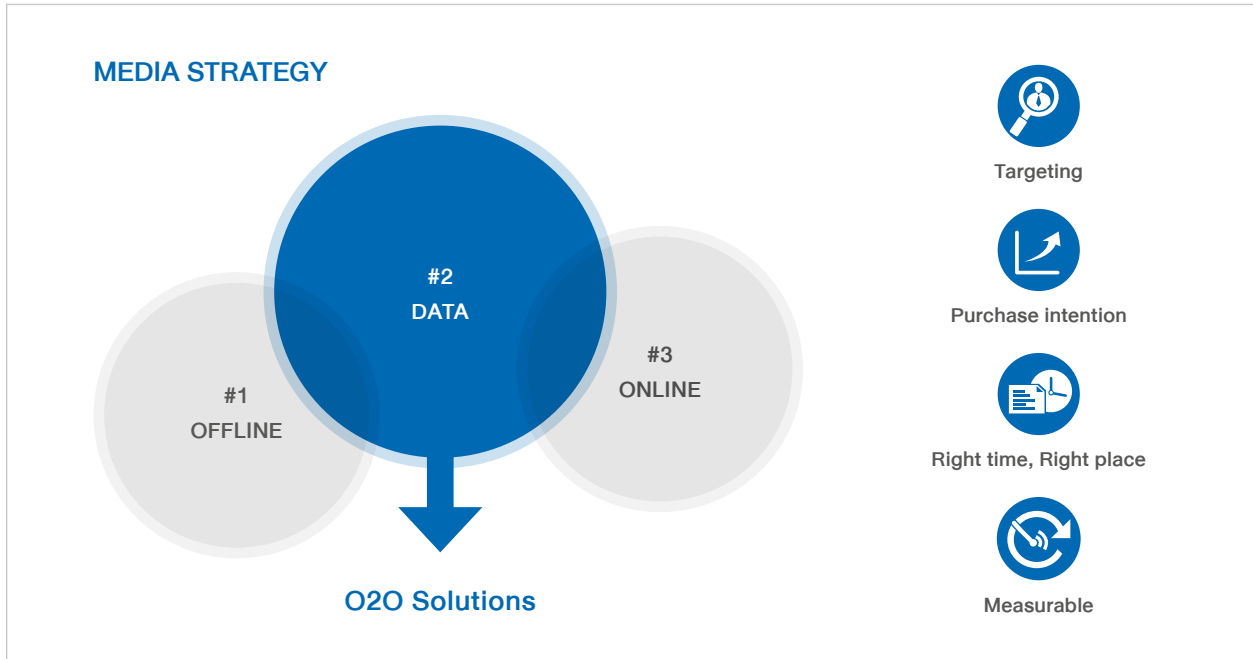 MEDIA STRATEGY
#1
OFFLINE
#2
DATA
#3
ONLINE
O2O Solutions
Targeting
Purchase intention
Right time, Right place
Measurable